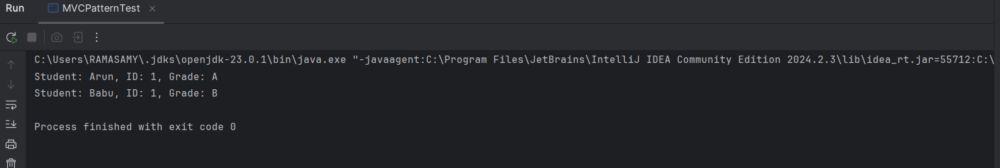 Run MVCPatternTest
C:\Users\RAMASAMY\.jdks\openjdk-23.0.1\bin\java.exe "-javaagent:C:\Program Files\JetBrains\IntelliJ IDEA Community Edition 2024.2.3\lib\idea_rt.jar=55712:C:\
Student: Arun, ID: 1, Grade: A
Student: Babu, ID: 1, Grade: B
Process finished with exit code 0